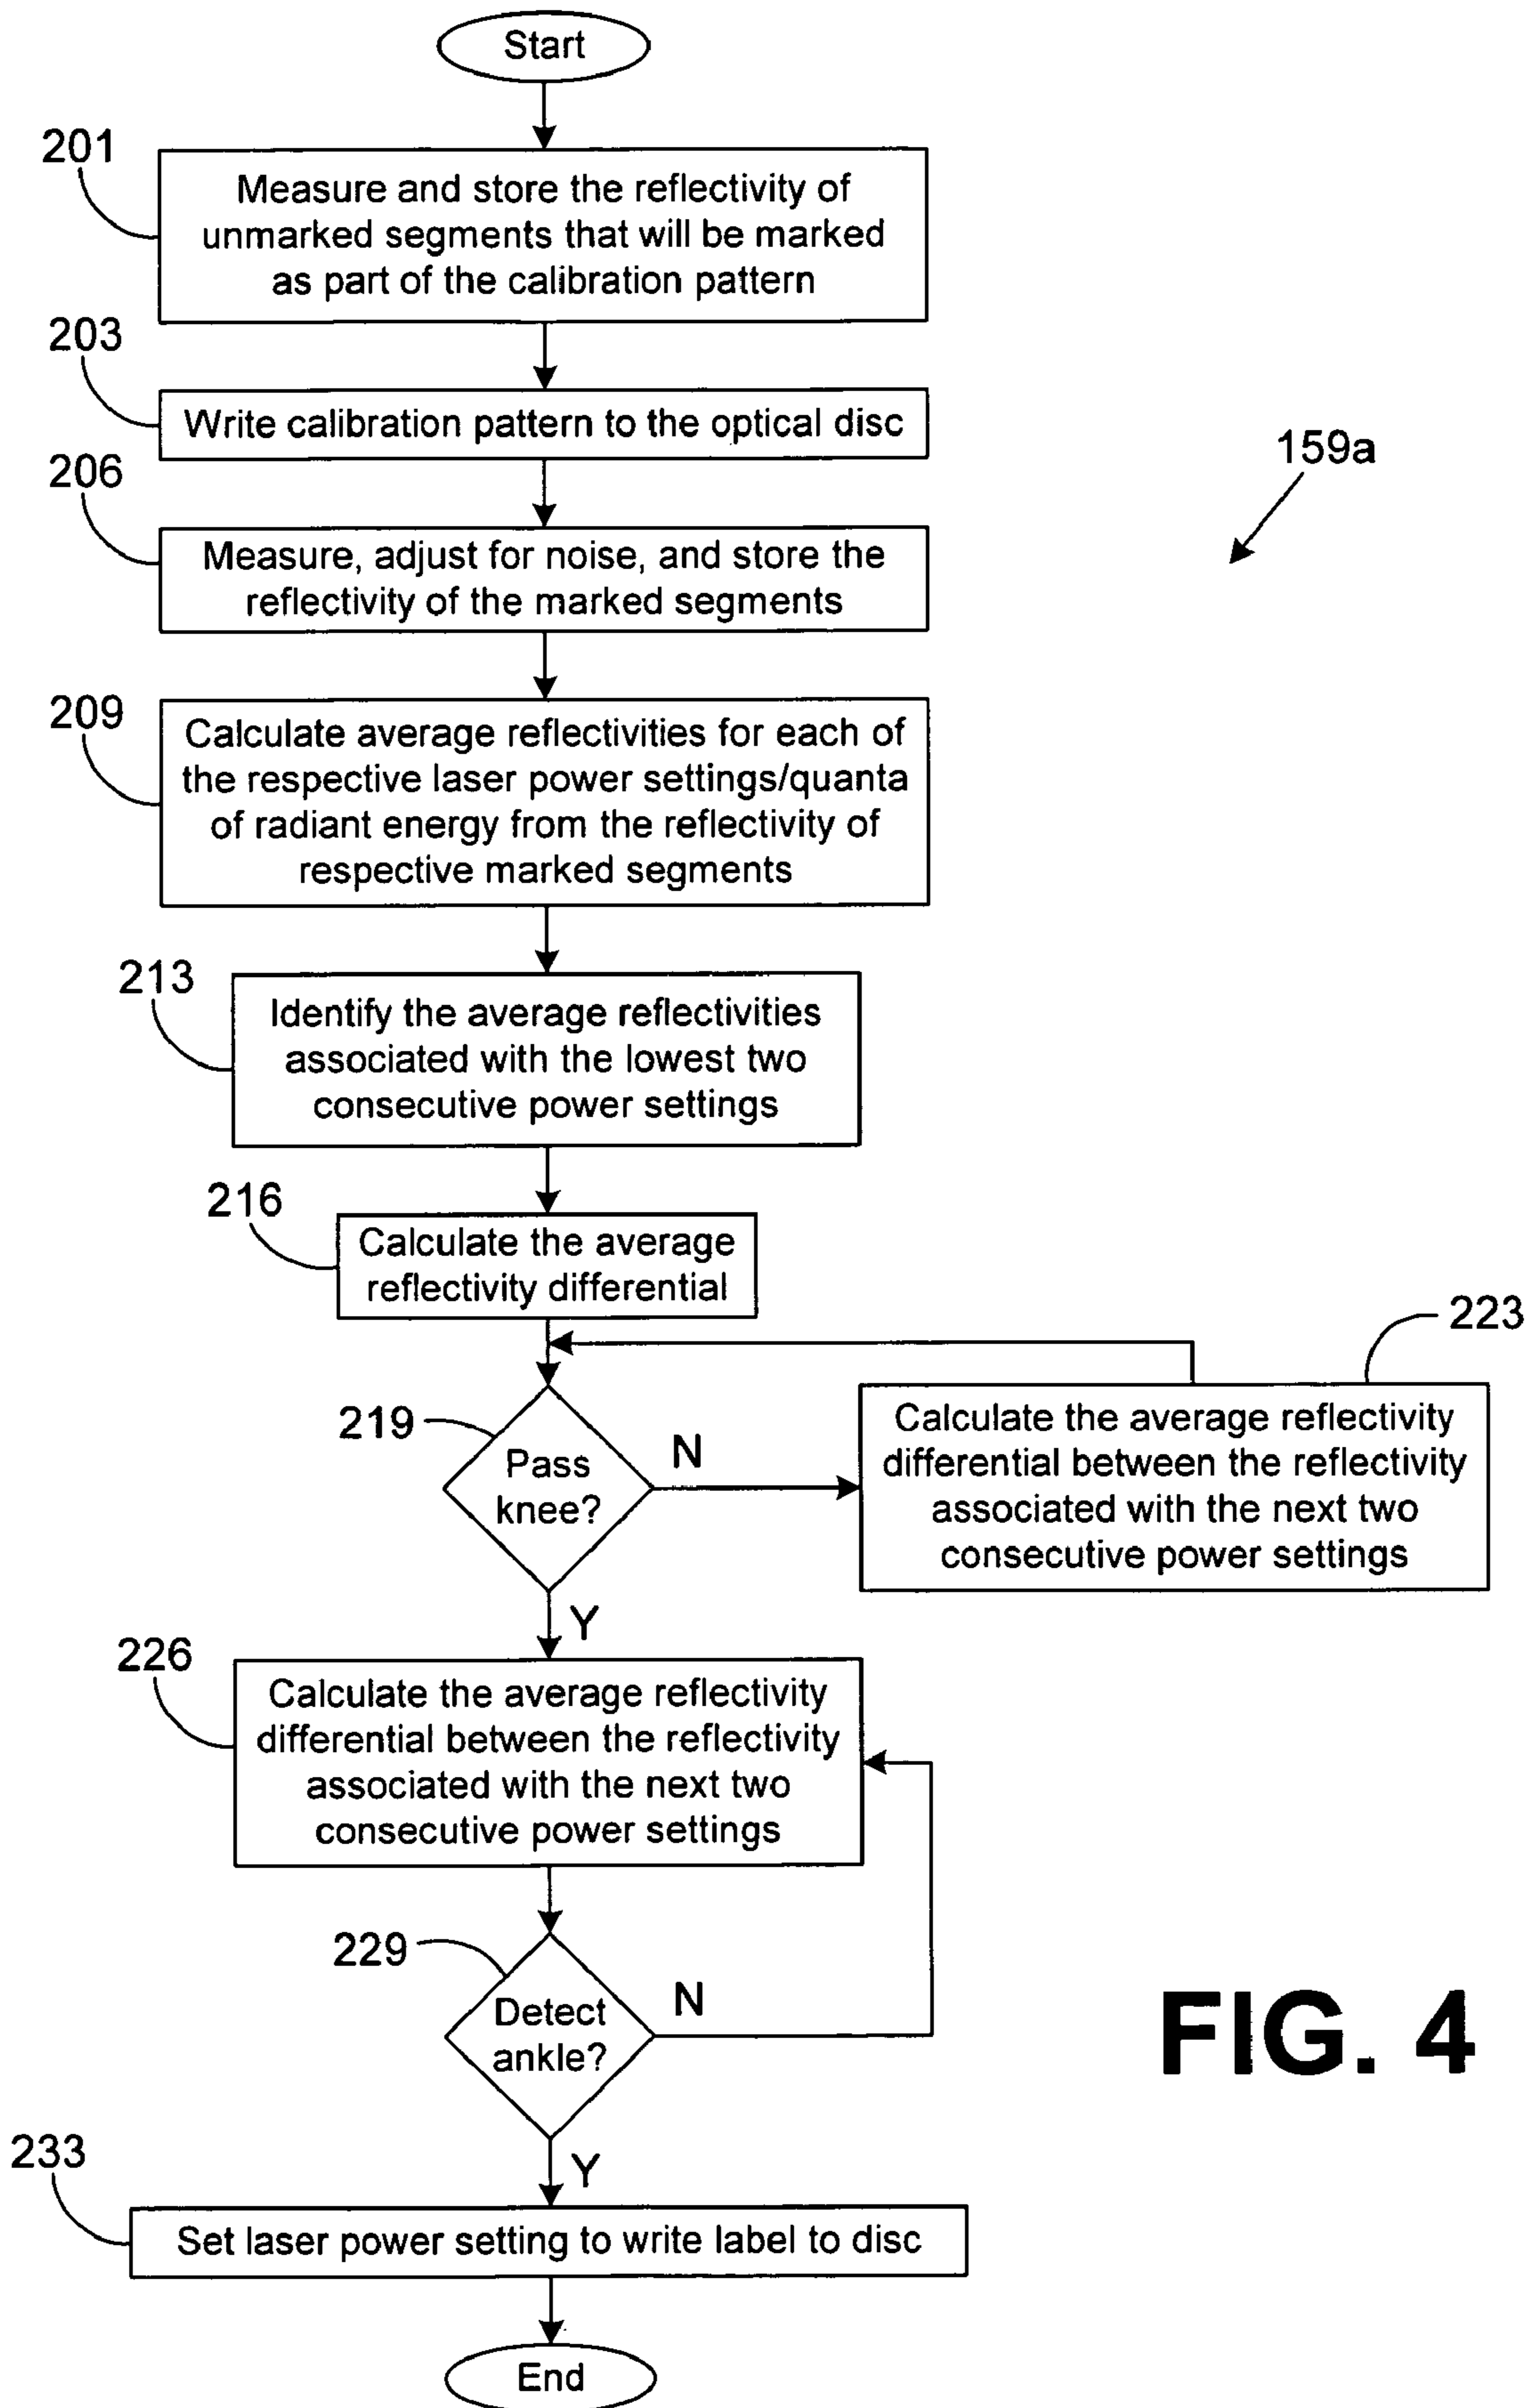 Start
201
Measure and store the reflectivity of
unmarked segments that will be marked
as part of the calibration pattern
203
Write calibration pattern to the optical disc
159a
206
Measure, adjust for noise, and store the
reflectivity of the marked segments
209
Calculate average reflectivities for each of
the respective laser power settings/quanta
of radiant energy from the reflectivity of
respective marked segments
213
Identify the average reflectivities
associated with the lowest two
consecutive power settings
216
Calculate the average
reflectivity differential
223
219
Pass
knee?
N
Calculate the average reflectivity
differential between the reflectivity
associated with the next two
consecutive power settings
Y
226
Calculate the average reflectivity
differential between the reflectivity
associated with the next two
consecutive power settings
229
Detect
ankle?
N
FIG. 4
Y
233
Set laser power setting to write label to disc
End